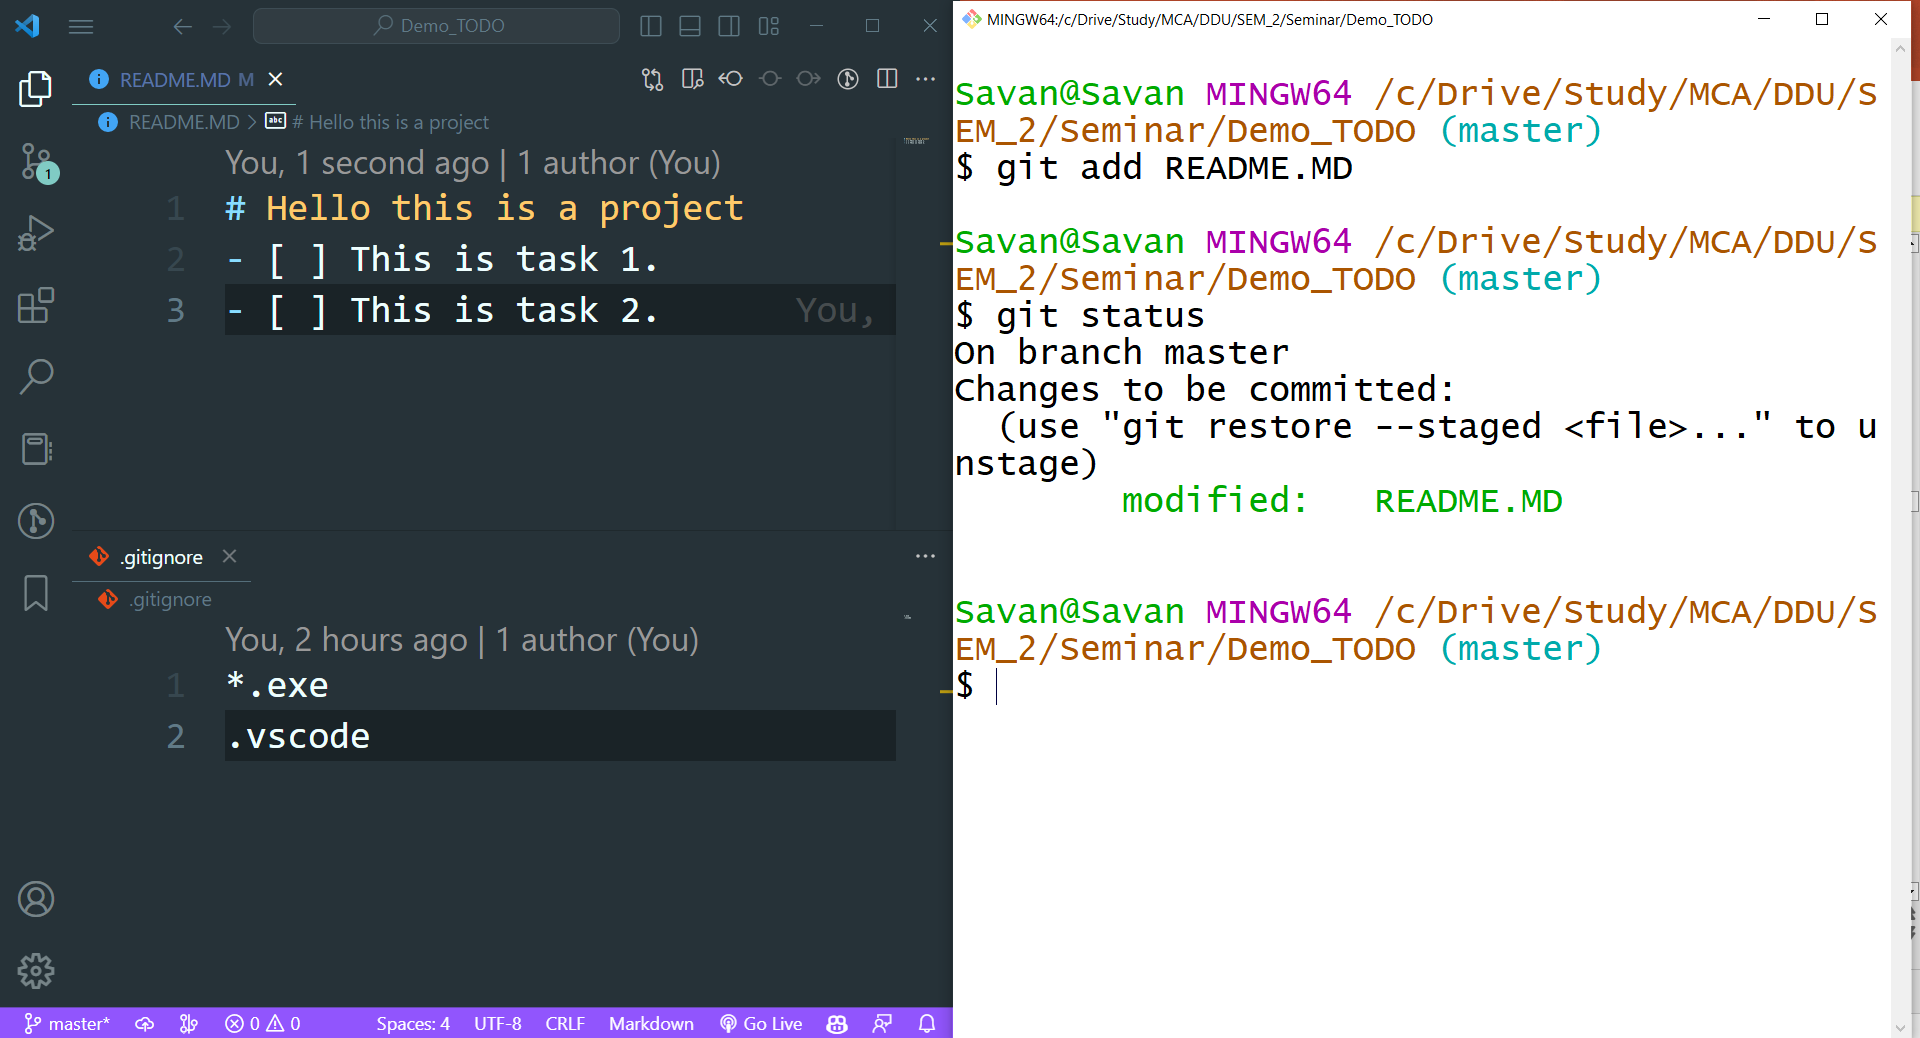 Demo_TODO
README.MD M
README.MD > # Hello this is a project
You, 1 second ago | 1 author (You)
1 # Hello this is a project
2 - [ ] This is task 1.
3 - [ ] This is task 2. You,
.gitignore
.gitignore
You, 2 hours ago | 1 author (You)
1 *.exe
2 .vscode
1
master* 0 0 Spaces: 4 UTF-8 CRLF Markdown Go Live
MINGW64:/c/Drive/Study/MCA/DDU/SEM_2/Seminar/Demo_TODO
Savan@Savan MINGW64 /c/Drive/Study/MCA/DDU/S
EM_2/Seminar/Demo_TODO (master)
$ git add README.MD
Savan@Savan MINGW64 /c/Drive/Study/MCA/DDU/S
EM_2/Seminar/Demo_TODO (master)
$ git status
On branch master
Changes to be committed:
(use "git restore --staged <file>..." to u
nstage)
modified: README.MD
Savan@Savan MINGW64 /c/Drive/Study/MCA/DDU/S
EM_2/Seminar/Demo_TODO (master)
$